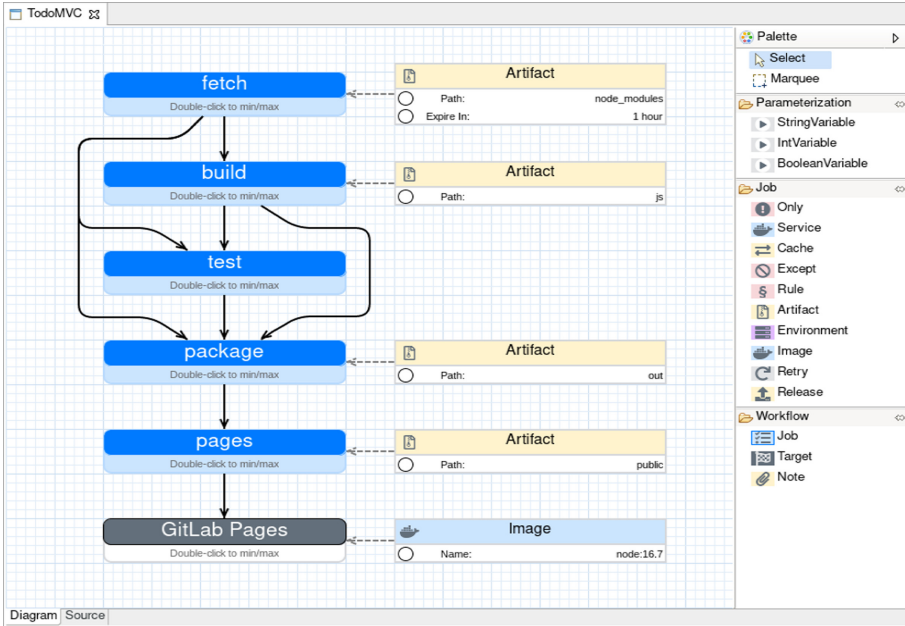 TodoMVC
fetch
Double-click to min/max
Artifact
Path: node_modules
Expire In: 1 hour
build
Double-click to min/max
Artifact
Path: js
test
Double-click to min/max
package
Double-click to min/max
Artifact
Path: out
pages
Double-click to min/max
Artifact
Path: public
GitLab Pages
Double-click to min/max
Image
Name: node:16.7
Palette
Select
Marquee
Parameterization
StringVariable
IntVariable
BooleanVariable
Job
Only
Service
Cache
Except
§ Rule
Artifact
Environment
Image
Retry
Release
Workflow
Job
Target
Note
Diagram Source